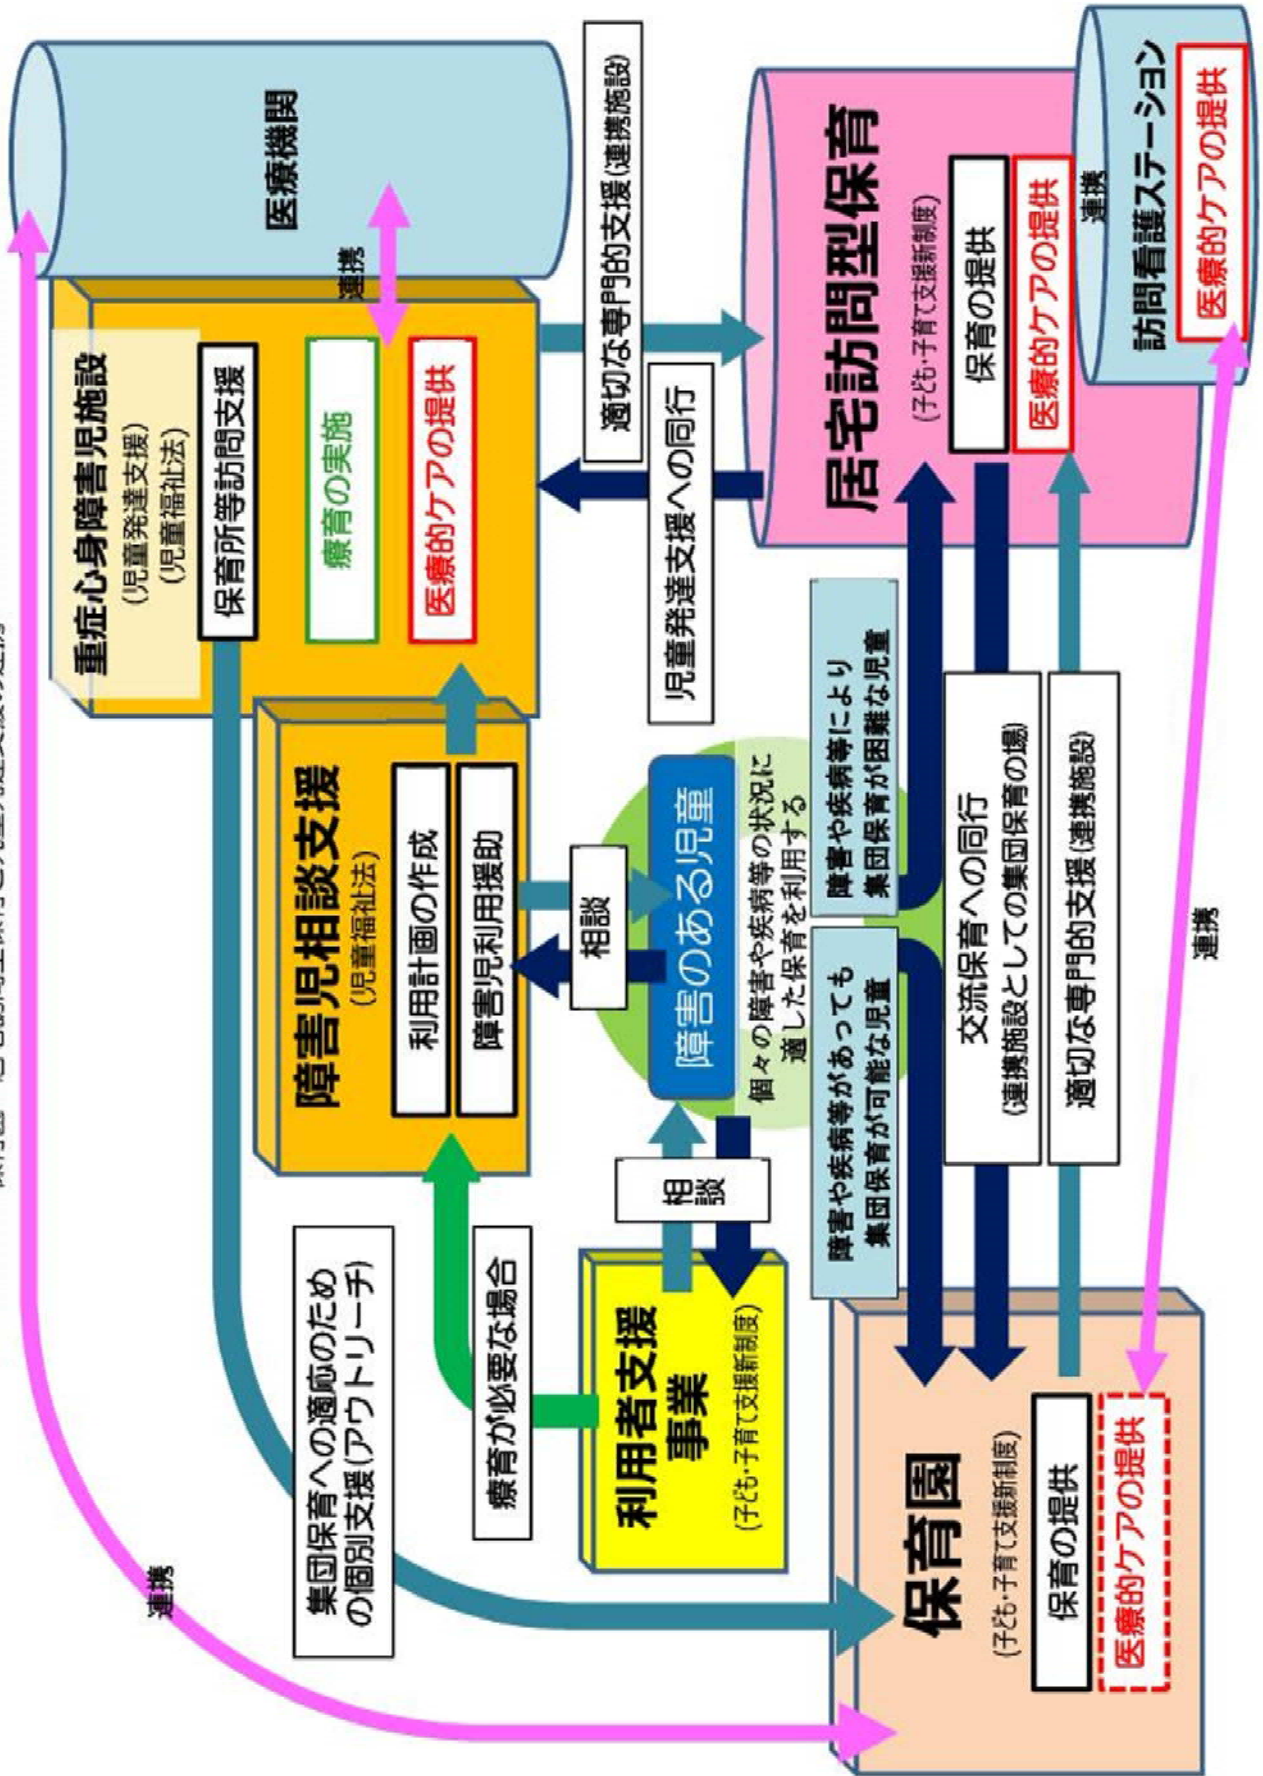 医療機関
連携
重症心身障害児施設
(児童発達支援)
(児童福祉法)
保育所等訪問支援
療育の実施
医療的ケアの提供
連携
障害児相談支援
(児童福祉法)
利用計画の作成
障害児利用援助
集団保育への適応のため
の個別支援(アウトリーチ)
療育が必要な場合
相談
適切な専門的支援(連携施設)
児童発達支援への同行
利用者支援
事業
(子ども・子育て支援新制度)
相
談
障害のある児童
個々の障害や疾病等の状況に
適した保育を利用する
障害や疾病等があっても
集団保育が可能な児童
障害や疾病等により
集団保育が困難な児童
保育園
(子ども・子育て支援新制度)
保育の提供
医療的ケアの提供
交流保育への同行
(連携施設としての集団保育の場)
適切な専門的支援(連携施設)
居宅訪問型保育
(子ども・子育て支援新制度)
保育の提供
医療的ケアの提供
連携
訪問看護ステーション
医療的ケアの提供
連携